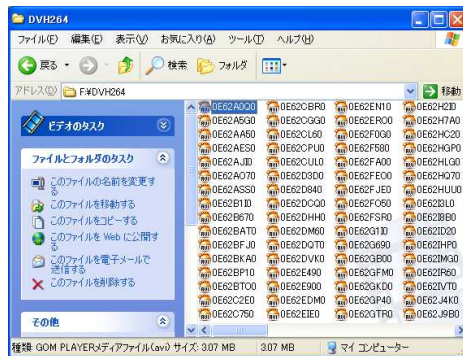 DVH264
ファイル(F) 編集(E) 表示(V) お気に入り(A) ツール(T) ヘルプ(H)
戻る 検索 フォルダ
アドレス(D) F:¥DVH264 移動
ビデオのタスク
ファイルとフォルダのタスク
このファイルの名前を変更する
このファイルを移動する
このファイルをコピーする
このファイルを Web に公開する
このファイルを電子メールで送信する
このファイルを削除する
その他
0E62A0Q0 0E62CBR0 0E62EN10 0E62H2I0
0E62A5G0 0E62CGG0 0E62ER00 0E62H7A0
0E62AA50 0E62CL60 0E62F0G0 0E62HC20
0E62AES0 0E62CPU0 0E62F580 0E62HGP0
0E62AJI0 0E62CUL0 0E62FA00 0E62HLG0
0E62AO70 0E62D3D0 0E62FEO0 0E62HQ70
0E62ASS0 0E62D840 0E62FJE0 0E62HUU0
0E62B1I0 0E62DCQ0 0E62FO50 0E62I3L0
0E62B670 0E62DHH0 0E62FSR0 0E62I8B0
0E62BAT0 0E62DM60 0E62G1I0 0E62ID20
0E62BFJ0 0E62DQT0 0E62G690 0E62IHP0
0E62BKA0 0E62DVK0 0E62GB00 0E62IMG0
0E62BP10 0E62E490 0E62GFM0 0E62IR60
0E62BTO0 0E62E900 0E62GKD0 0E62IVT0
0E62C2E0 0E62EDM0 0E62GP40 0E62J4K0
0E62C750 0E62EIE0 0E62GTR0 0E62J9B0
種類: GOM PLAYERメディアファイル(avi) サイズ: 3.07 MB 3.07 MB マイ コンピューター